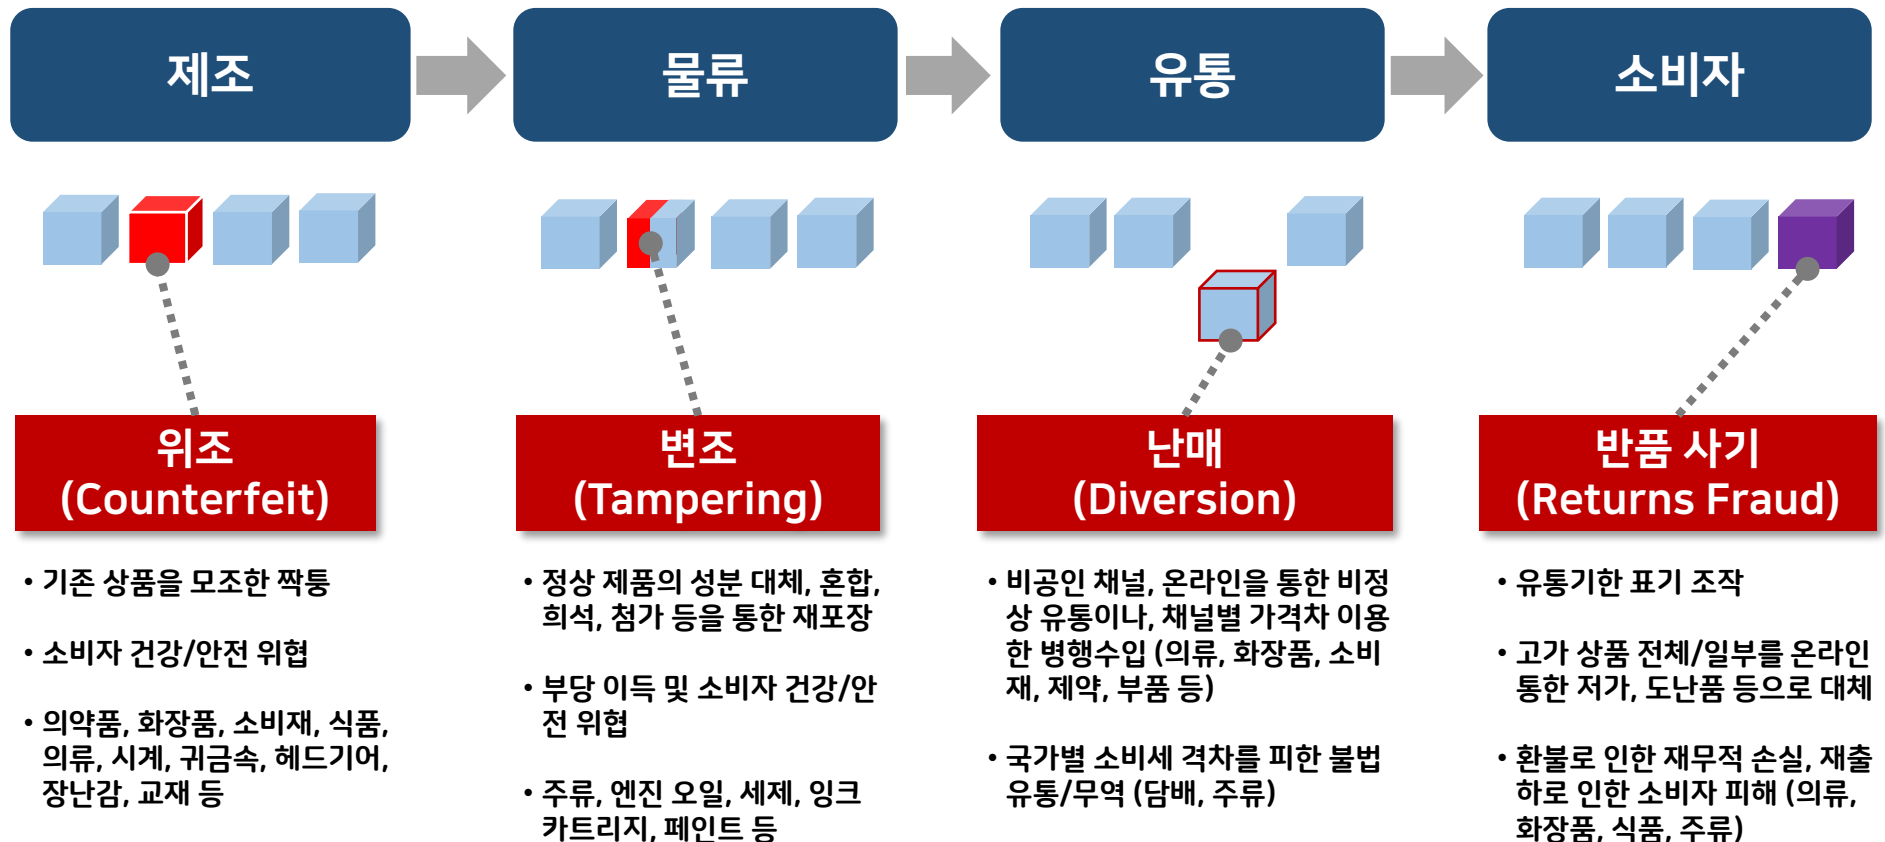 제조
물류
유통
소비자
위조
(Counterfeit)
변조
(Tampering)
난매
(Diversion)
반품 사기
(Returns Fraud)
• 기존 상품을 모조한 짝퉁
• 소비자 건강/안전 위협
• 의약품, 화장품, 소비재, 식품,
의류, 시계, 귀금속, 헤드기어,
장난감, 교재 등
• 정상 제품의 성분 대체, 혼합,
희석, 첨가 등을 통한 재포장
• 부당 이득 및 소비자 건강/안
전 위협
• 주류, 엔진 오일, 세제, 잉크
카트리지, 페인트 등
• 비공인 채널, 온라인을 통한 비정
상 유통이나, 채널별 가격차 이용
한 병행수입 (의류, 화장품, 소비
재, 제약, 부품 등)
• 국가별 소비세 격차를 피한 불법
유통/무역 (담배, 주류)
• 유통기한 표기 조작
• 고가 상품 전체/일부를 온라인
통한 저가, 도난품 등으로 대체
• 환불로 인한 재무적 손실, 재출
하로 인한 소비자 피해 (의류,
화장품, 식품, 주류)